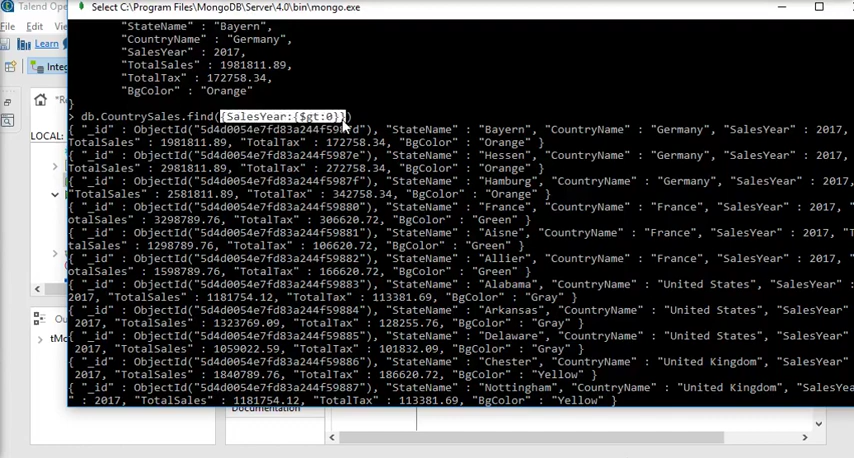 Talend Open
Select C:\Program Files\MongoDB\Server\4.0\bin\mongo.exe
File Edit
Learn
Integ
"Re
LOCAL:
Ou
tM
Documentation
"StateName" : "Bayern",
"CountryName" : "Germany",
"SalesYear" : 2017,
"TotalSales" : 1981811.89,
"TotalTax" : 172758.34,
"BgColor" : "Orange"
}
> db.CountrySales.find({SalesYear:{$gt:0}})
{ "_id" : ObjectId("5d4d0054e7fd83a244f5987d"), "StateName" : "Bayern", "CountryName" : "Germany", "SalesYear" : 2017,
TotalSales" : 1981811.89, "TotalTax" : 172758.34, "BgColor" : "Orange" }
{ "_id" : ObjectId("5d4d0054e7fd83a244f5987e"), "StateName" : "Hessen", "CountryName" : "Germany", "SalesYear" : 2017,
TotalSales" : 2981811.89, "TotalTax" : 272758.34, "BgColor" : "Orange" }
{ "_id" : ObjectId("5d4d0054e7fd83a244f5987f"), "StateName" : "Hamburg", "CountryName" : "Germany", "SalesYear" : 2017,
"TotalSales" : 2581811.89, "TotalTax" : 342758.34, "BgColor" : "Orange" }
{ "_id" : ObjectId("5d4d0054e7fd83a244f59880"), "StateName" : "Franc", "CountryName" : "France", "SalesYear" : 2017, "T
otalSales" : 3298789.76, "TotalTax" : 306620.72, "BgColor" : "Green" }
{ "_id" : ObjectId("5d4d0054e7fd83a244f59881"), "StateName" : "Aisne", "CountryName" : "France", "SalesYear" : 2017, "T
otalSales" : 1298789.76, "TotalTax" : 106620.72, "BgColor" : "Green" }
{ "_id" : ObjectId("5d4d0054e7fd83a244f59882"), "StateName" : "Allier", "CountryName" : "France", "SalesYear" : 2017, "
otalSales" : 1598789.76, "TotalTax" : 166620.72, "BgColor" : "Green" }
{ "_id" : ObjectId("5d4d0054e7fd83a244f59883"), "StateName" : "Alabama", "CountryName" : "United States", "SalesYear" :
2017, "TotalSales" : 1181754.12, "TotalTax" : 113381.69, "BgColor" : "Gray" }
{ "_id" : ObjectId("5d4d0054e7fd83a244f59884"), "StateName" : "Arkansas", "CountryName" : "United States", "SalesYear"
: 2017, "TotalSales" : 1323769.09, "TotalTax" : 128255.76, "BgColor" : "Gray" }
{ "_id" : ObjectId("5d4d0054e7fd83a244f59885"), "StateName" : "Delaware", "CountryName" : "United States", "SalesYear"
: 2017, "TotalSales" : 1059022.59, "TotalTax" : 101832.09, "BgColor" : "Gray" }
{ "_id" : ObjectId("5d4d0054e7fd83a244f59886"), "StateName" : "Chester", "CountryName" : "United Kingdom", "SalesYear"
: 2017, "TotalSales" : 1840789.76, "TotalTax" : 186620.72, "BgColor" : "Yellow" }
{ "_id" : ObjectId("5d4d0054e7fd83a244f59887"), "StateName" : "Nottingham", "CountryName" : "United Kingdom", "SalesYea
" : 2017, "TotalSales" : 1181754.12, "TotalTax" : 113381.69, "BgColor" : "Yellow" }